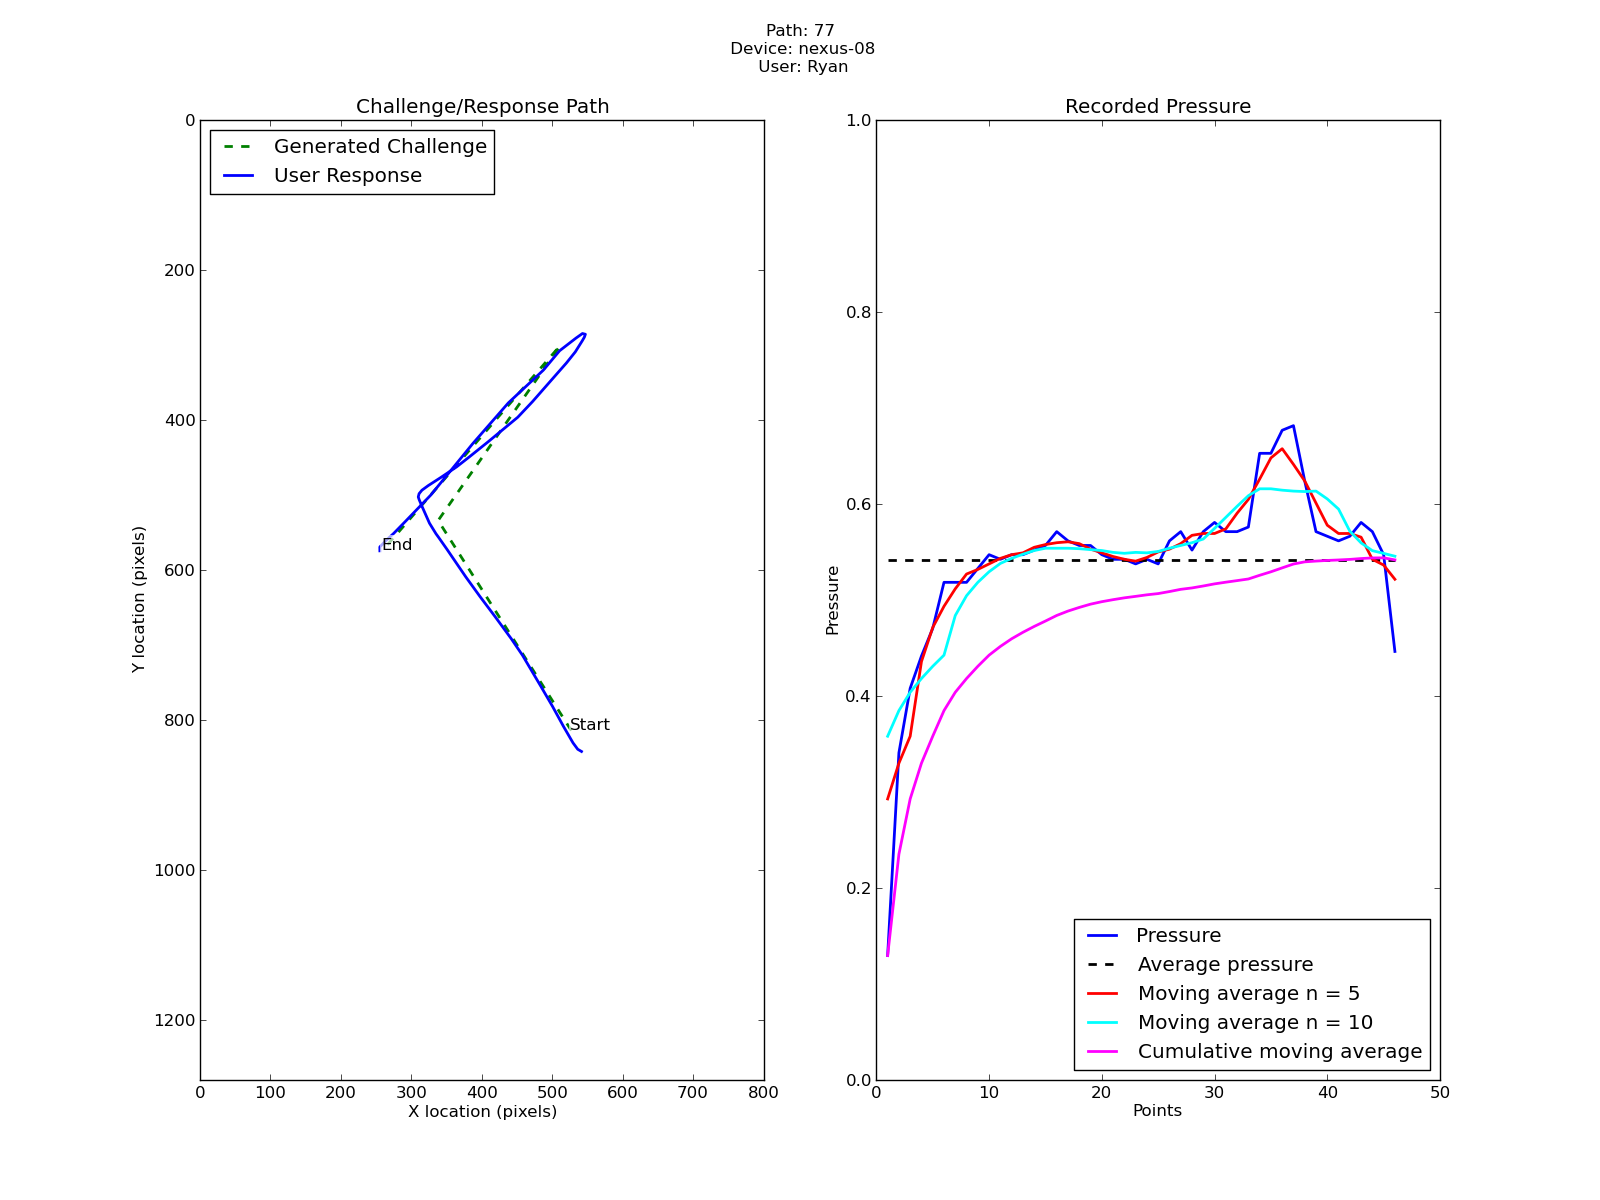 Path: 77
Device: nexus-08
User: Ryan
Challenge/Response Path
Generated Challenge
User Response
0
200
400
600
800
1000
1200
Y location (pixels)
End
Start
0 100 200 300 400 500 600 700 800
X location (pixels)
Recorded Pressure
1.0
0.8
0.6
0.4
0.2
0.0
Pressure
Pressure
Average pressure
Moving average n = 5
Moving average n = 10
Cumulative moving average
0 10 20 30 40 50
Points